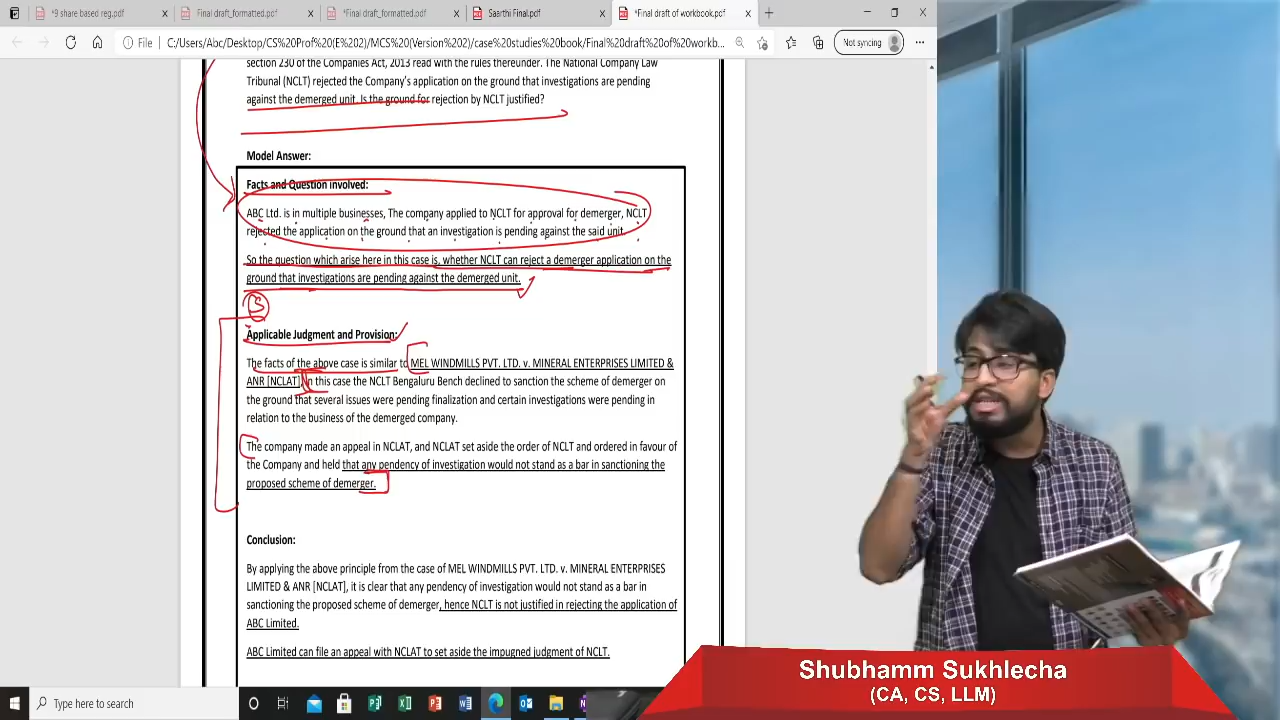 *9 share based reg.pdf
Final draft_formatted.pdf
*Final draft_formatted.pdf
Saarthi Final.pdf
*Final draft of workbook.pdf
File
C:/Users/Abc/Desktop/CS%20Prof(E%202)/MCS%20(Version%202)/case%20studies%20book/Final%20draft%20of%20workb...
Not syncing
section 230 of the Companies Act, 2013 read with the rules thereunder. The National Company Law
Tribunal (NCLT) rejected the Company's application on the ground that investigations are pending
against the demerged unit. Is the ground for rejection by NCLT justified?
Model Answer:
Facts and Question involved:
ABC Ltd. is in multiple businesses, The company applied to NCLT for approval for demerger, NCLT
rejected the application on the ground that an investigation is pending against the said unit.
So the question which arise here in this case is, whether NCLT can reject a demerger application on the
ground that investigations are pending against the demerged unit.
Applicable Judgment and Provision:
The facts of the above case is similar to MEL WINDMILLS PVT. LTD. v. MINERAL ENTERPRISES LIMITED &
ANR [NCLAT]. In this case the NCLT Bengaluru Bench declined to sanction the scheme of demerger on
the ground that several issues were pending finalization and certain investigations were pending in
relation to the business of the demerged company.
The company made an appeal in NCLAT, and NCLAT set aside the order of NCLT and ordered in favour of
the Company and held that any pendency of investigation would not stand as a bar in sanctioning the
proposed scheme of demerger.
Conclusion:
By applying the above principle from the case of MEL WINDMILLS PVT. LTD. v. MINERAL ENTERPRISES
LIMITED & ANR [NCLAT], it is clear that any pendency of investigation would not stand as a bar in
sanctioning the proposed scheme of demerger, hence NCLT is not justified in rejecting the application of
ABC Limited.
ABC Limited can file an appeal with NCLAT to set aside the impugned judgment of NCLT.
Type here to search
Shubhamm Sukhlecha
(CA, CS, LLM)